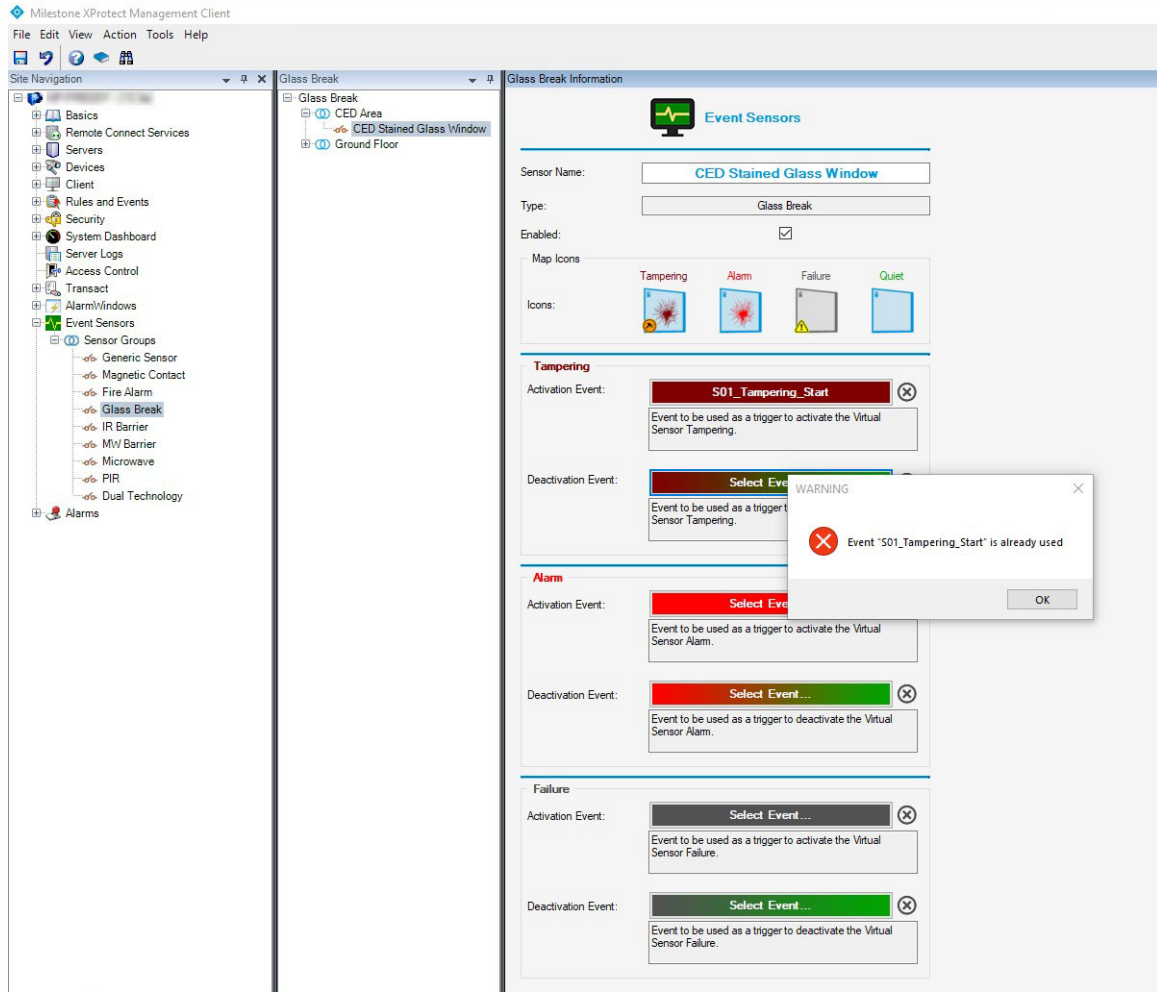 Milestone XProtect Management Client
File Edit View Action Tools Help
Site Navigation
Basics
Remote Connect Services
Servers
Devices
Client
Rules and Events
Security
System Dashboard
Server Logs
Access Control
Transact
AlarmWindows
Event Sensors
Sensor Groups
Generic Sensor
Magnetic Contact
Fire Alarm
Glass Break
IR Barrier
MW Barrier
Microwave
PIR
Dual Technology
Alarms
Glass Break
Glass Break
CED Area
CED Stained Glass Window
Ground Floor
Glass Break Information
Event Sensors
Sensor Name: CED Stained Glass Window
Type: Glass Break
Enabled:
Map Icons
Tampering Alarm Failure Quiet
Icons:
Tampering
Activation Event: S01_Tampering_Start
Event to be used as a trigger to activate the Virtual
Sensor Tampering.
Deactivation Event: Select Eve
Event to be used as a trigger t
Sensor Tampering.
WARNING
Event "S01_Tampering_Start" is already used
OK
Alarm
Activation Event: Select Eve
Event to be used as a trigger to activate the Virtual
Sensor Alarm.
Deactivation Event: Select Event...
Event to be used as a trigger to deactivate the Virtual
Sensor Alarm.
Failure
Activation Event: Select Event...
Event to be used as a trigger to activate the Virtual
Sensor Failure.
Deactivation Event: Select Event...
Event to be used as a trigger to deactivate the Virtual
Sensor Failure.